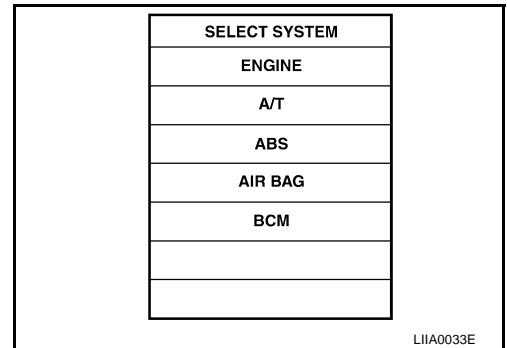 SELECT SYSTEM
ENGINE
A/T
ABS
AIR BAG
BCM
LIIA0033E